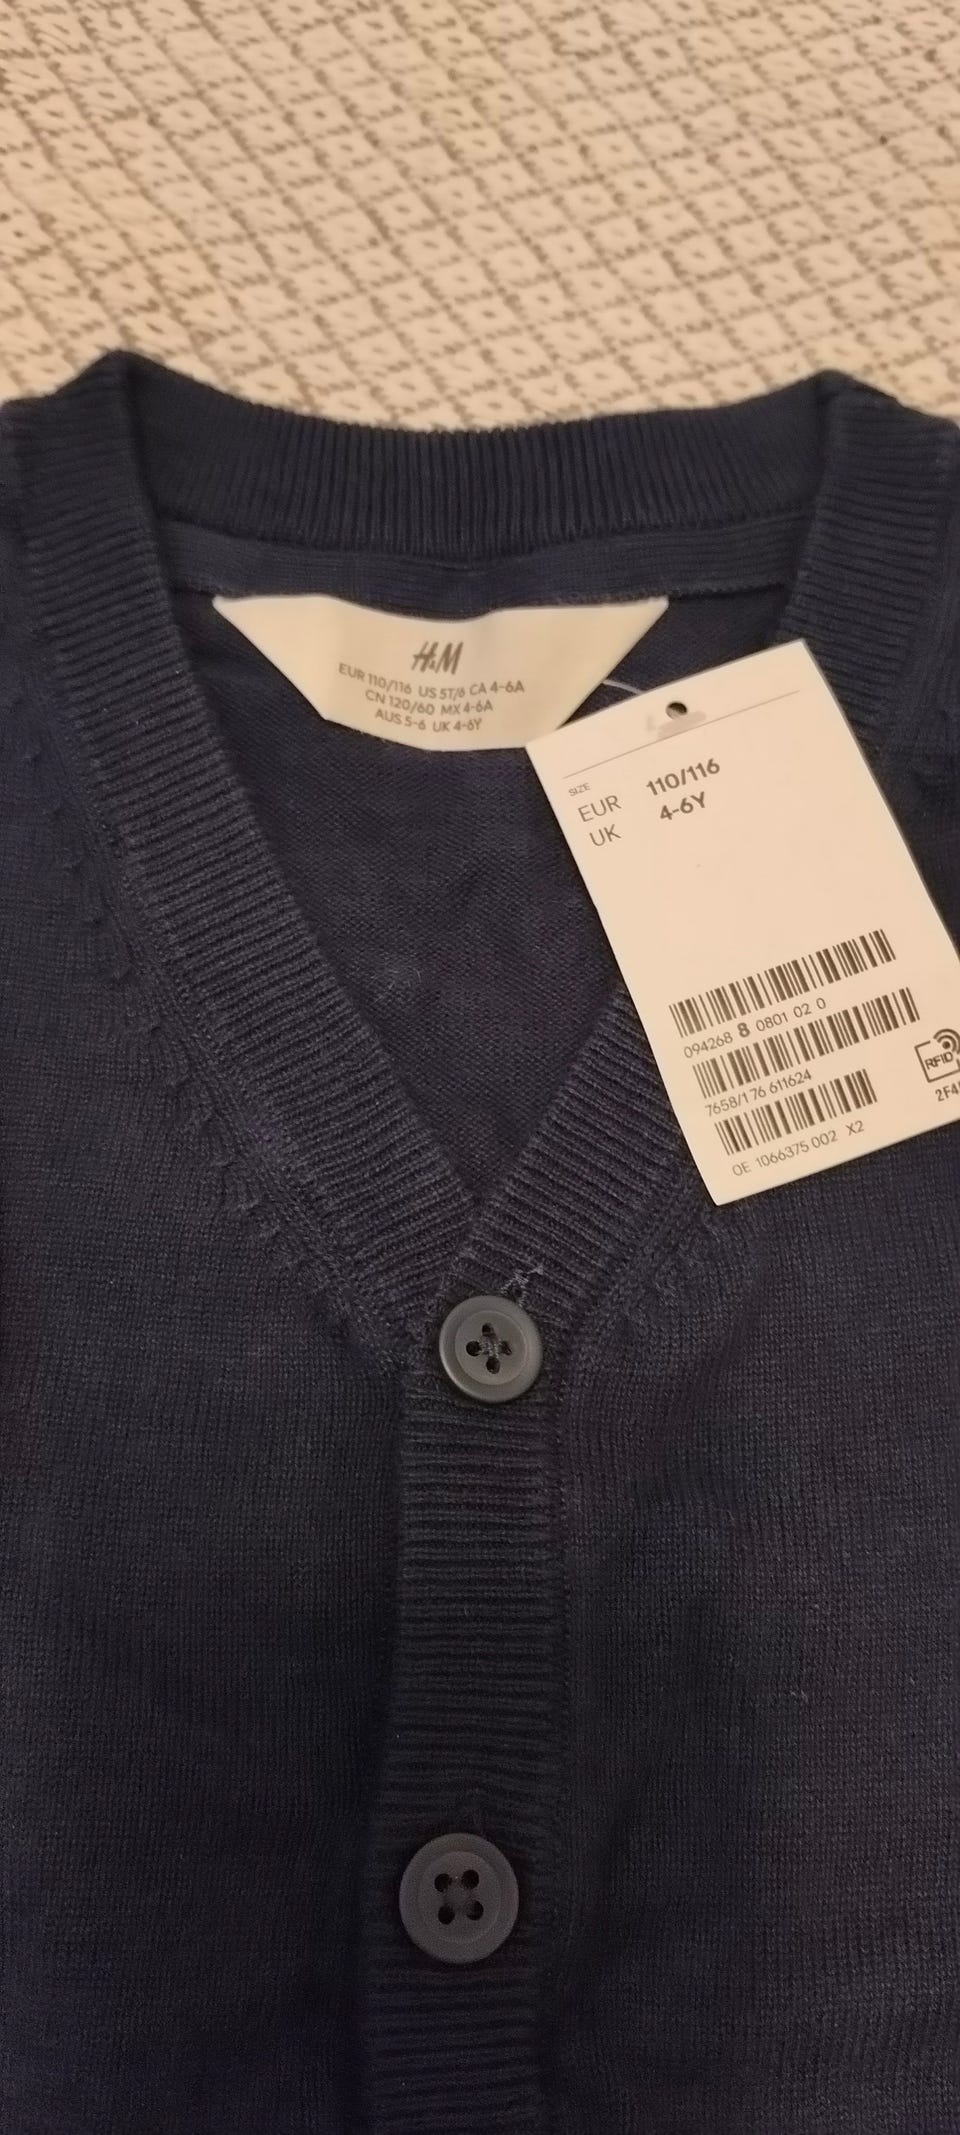 H&M
EUR 110/116 US 5T/6 CA 4-6A
CN 120/60 MX 4-6A
AUS 5-6 UK 4-6Y
SIZE
EUR 110/116
UK 4-6Y
094268 8 0801 02 0
7658/1 76 611624
OE 1066375 002 X2
RFID